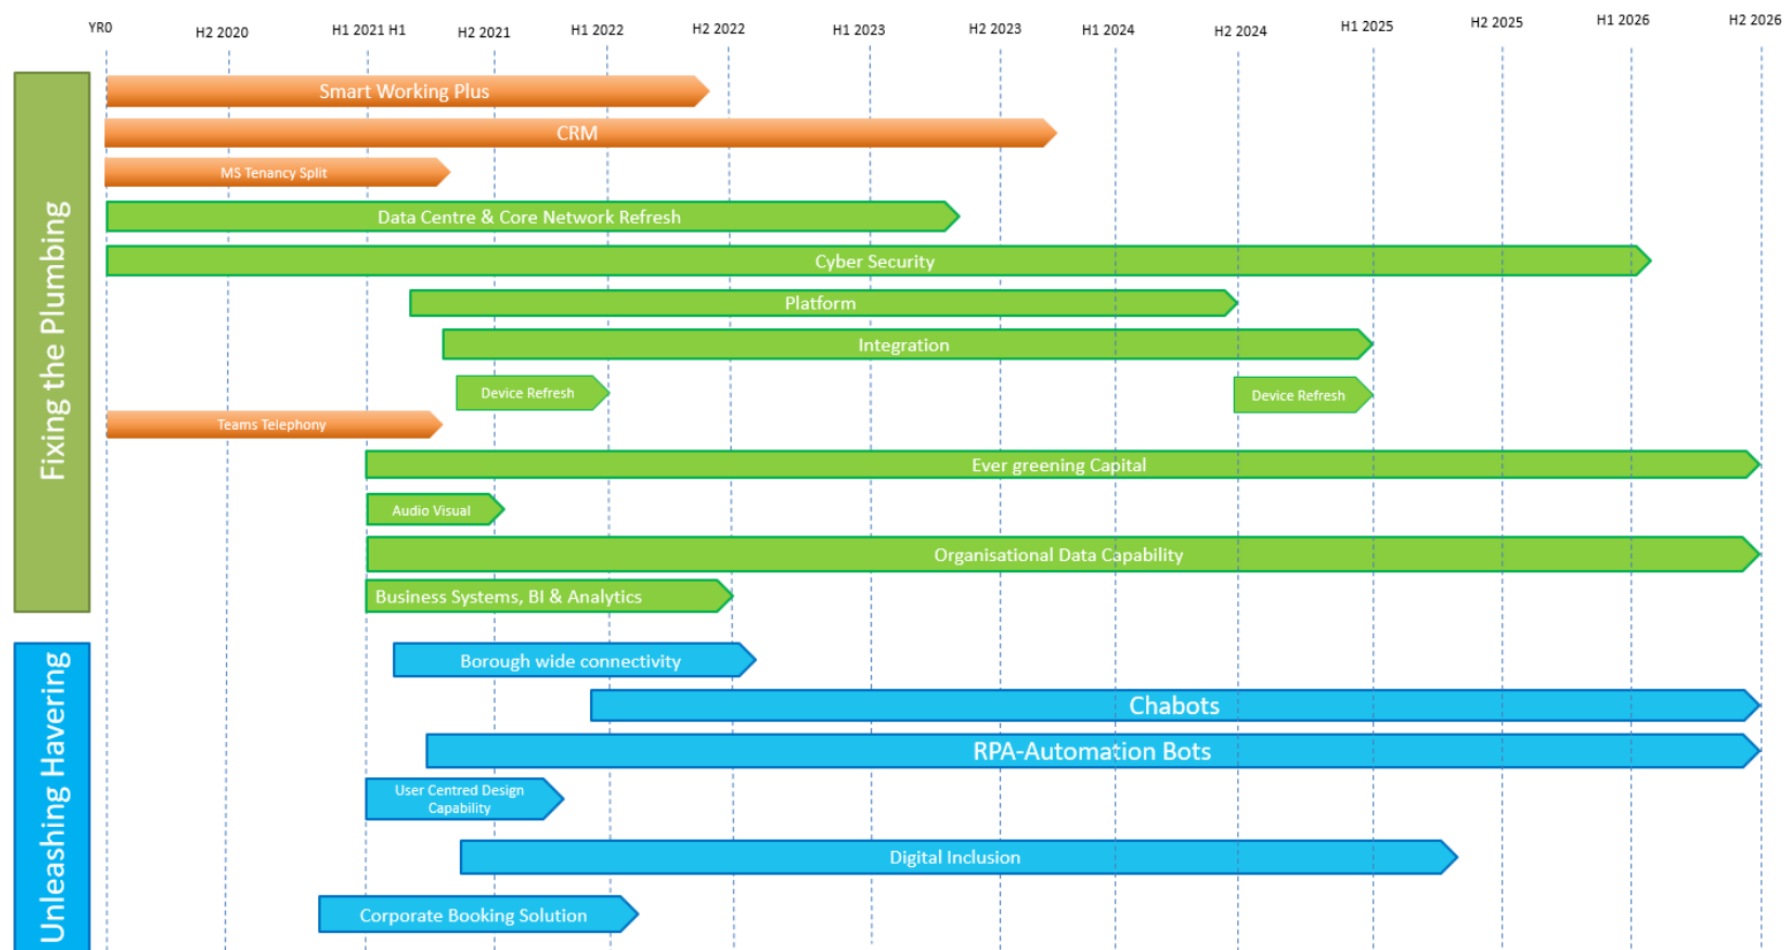 YR0
H2 2020
H1 2021 H1
H2 2021
H1 2022
H2 2022
H1 2023
H2 2023
H1 2024
H2 2024
H1 2025
H2 2025
H1 2026
H2 2026
Fixing the Plumbing
Smart Working Plus
CRM
MS Tenancy Split
Data Centre & Core Network Refresh
Cyber Security
Platform
Integration
Device Refresh
Device Refresh
Teams Telephony
Ever greening Capital
Audio Visual
Organisational Data Capability
Business Systems, BI & Analytics
Unleashing Havering
Borough wide connectivity
Chabots
RPA-Automation Bots
User Centred Design
Capability
Digital Inclusion
Corporate Booking Solution